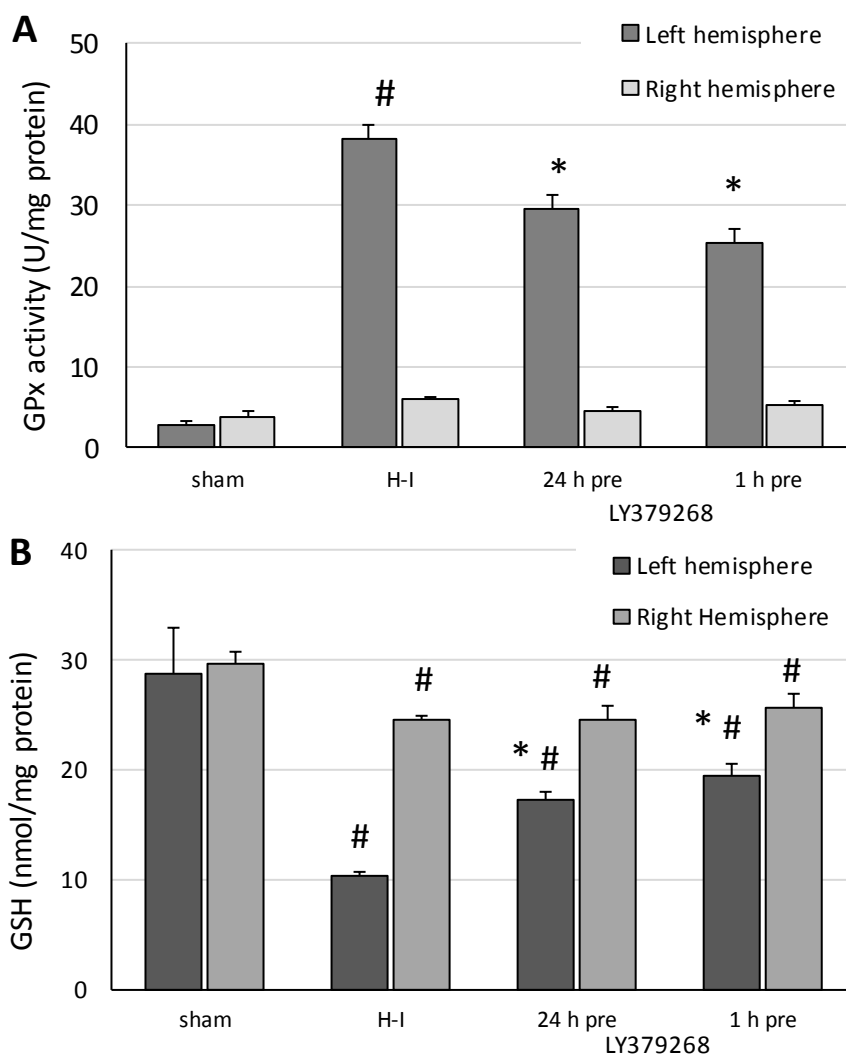 A
GPx activity (U/mg protein)
50
40
30
20
10
0
Left hemisphere
Right hemisphere
#
*
*
sham
H-I
24 h pre
1 h pre
LY379268
B
GSH (nmol/mg protein)
40
30
20
10
0
Left hemisphere
Right Hemisphere
#
#
* #
#
* #
#
sham
H-I
24 h pre
1 h pre
LY379268